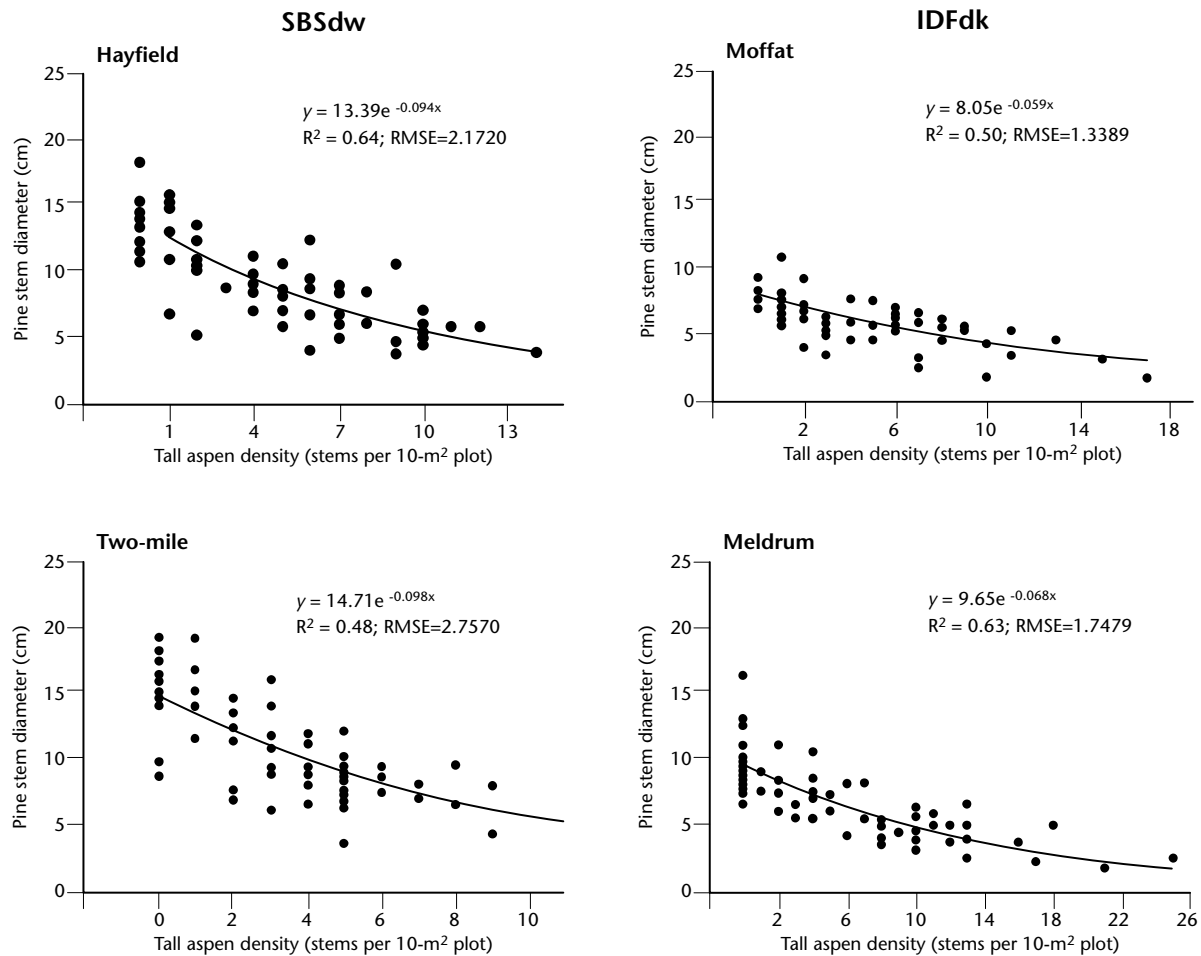 SBSdw
IDFdk
Hayfield
y = 13.39e -0.094x
R2 = 0.64; RMSE=2.1720
Pine stem diameter (cm)
25
20
15
10
5
0
1 4 7 10 13
Tall aspen density (stems per 10-m2 plot)
Moffat
y = 8.05e -0.059x
R2 = 0.50; RMSE=1.3389
Pine stem diameter (cm)
25
20
15
10
5
0
2 6 10 14 18
Tall aspen density (stems per 10-m2 plot)
Two-mile
y = 14.71e -0.098x
R2 = 0.48; RMSE=2.7570
Pine stem diameter (cm)
25
20
15
10
5
0
0 2 4 6 8 10
Tall aspen density (stems per 10-m2 plot)
Meldrum
y = 9.65e -0.068x
R2 = 0.63; RMSE=1.7479
Pine stem diameter (cm)
25
20
15
10
5
0
2 6 10 14 18 22 26
Tall aspen density (stems per 10-m2 plot)